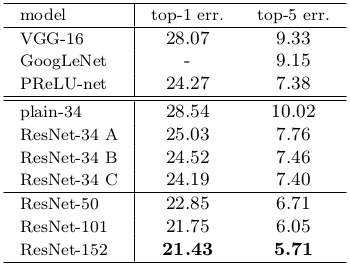 model top-1 err. top-5 err.
VGG-16 28.07 9.33
GoogLeNet - 9.15
PReLU-net 24.27 7.38
plain-34 28.54 10.02
ResNet-34 A 25.03 7.76
ResNet-34 B 24.52 7.46
ResNet-34 C 24.19 7.40
ResNet-50 22.85 6.71
ResNet-101 21.75 6.05
ResNet-152 21.43 5.71